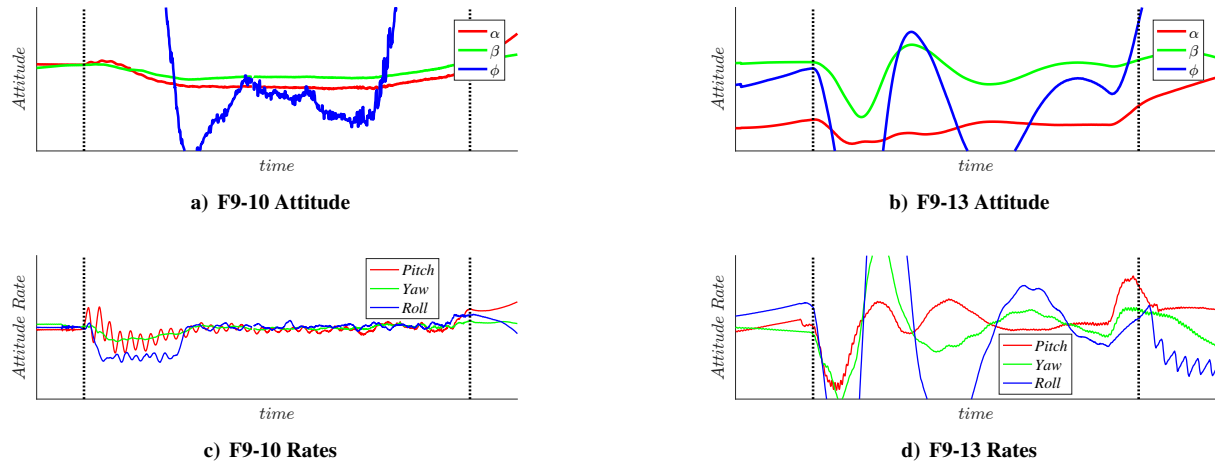 Attitude
α
β
ϕ
time
a) F9-10 Attitude
Attitude
α
β
ϕ
time
b) F9-13 Attitude
Attitude Rate
Pitch
Yaw
Roll
time
c) F9-10 Rates
Attitude Rate
Pitch
Yaw
Roll
time
d) F9-13 Rates